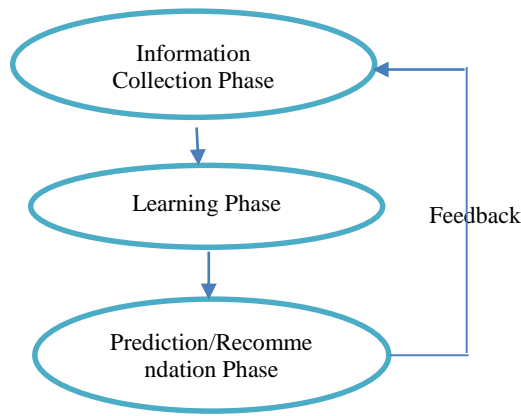 Information
Collection Phase
Learning Phase
Feedback
Prediction/Recomme
ndation Phase